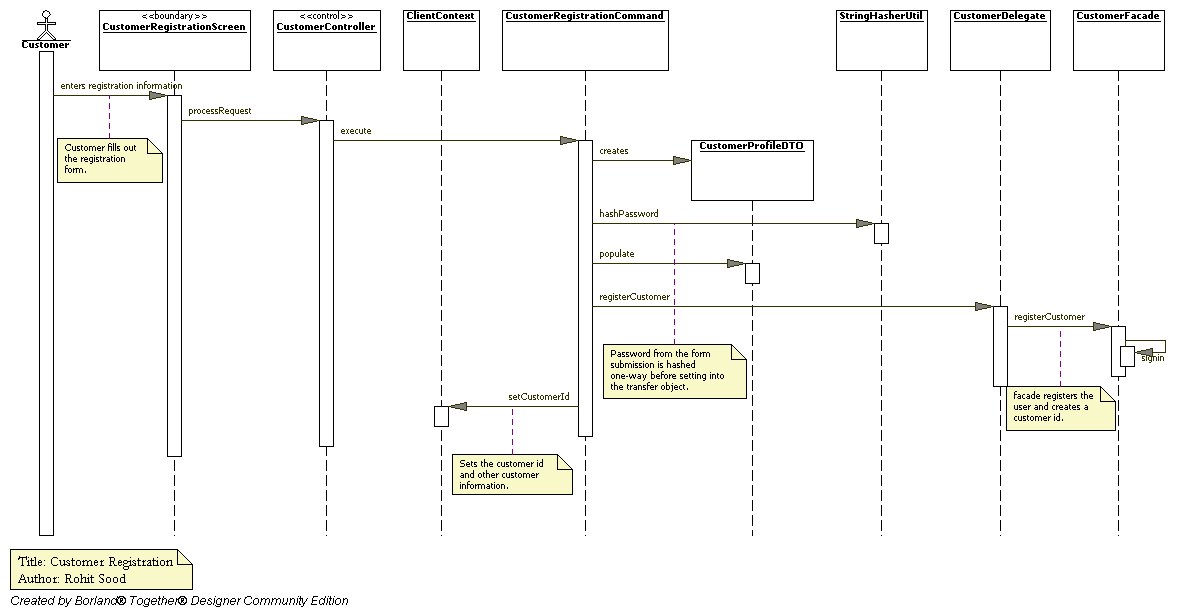 <<boundary>>
CustomerRegistrationScreen
<<control>>
CustomerController
ClientContext
CustomerRegistrationCommand
StringHasherUtil
CustomerDelegate
CustomerFacade
Customer
enters registration information
processRequest
execute
creates
CustomerProfileDTO
Customer fills out
the registration
form.
hashPassword
populate
registerCustomer
registerCustomer
signin
Password from the form
submission is hashed
one-way before setting into
the transfer object.
facade registers the
user and creates a
customer id.
setCustomerId
Sets the customer id
and other customer
information.
Title: Customer Registration
Author: Rohit Sood
Created by Borland® Together® Designer Community Edition